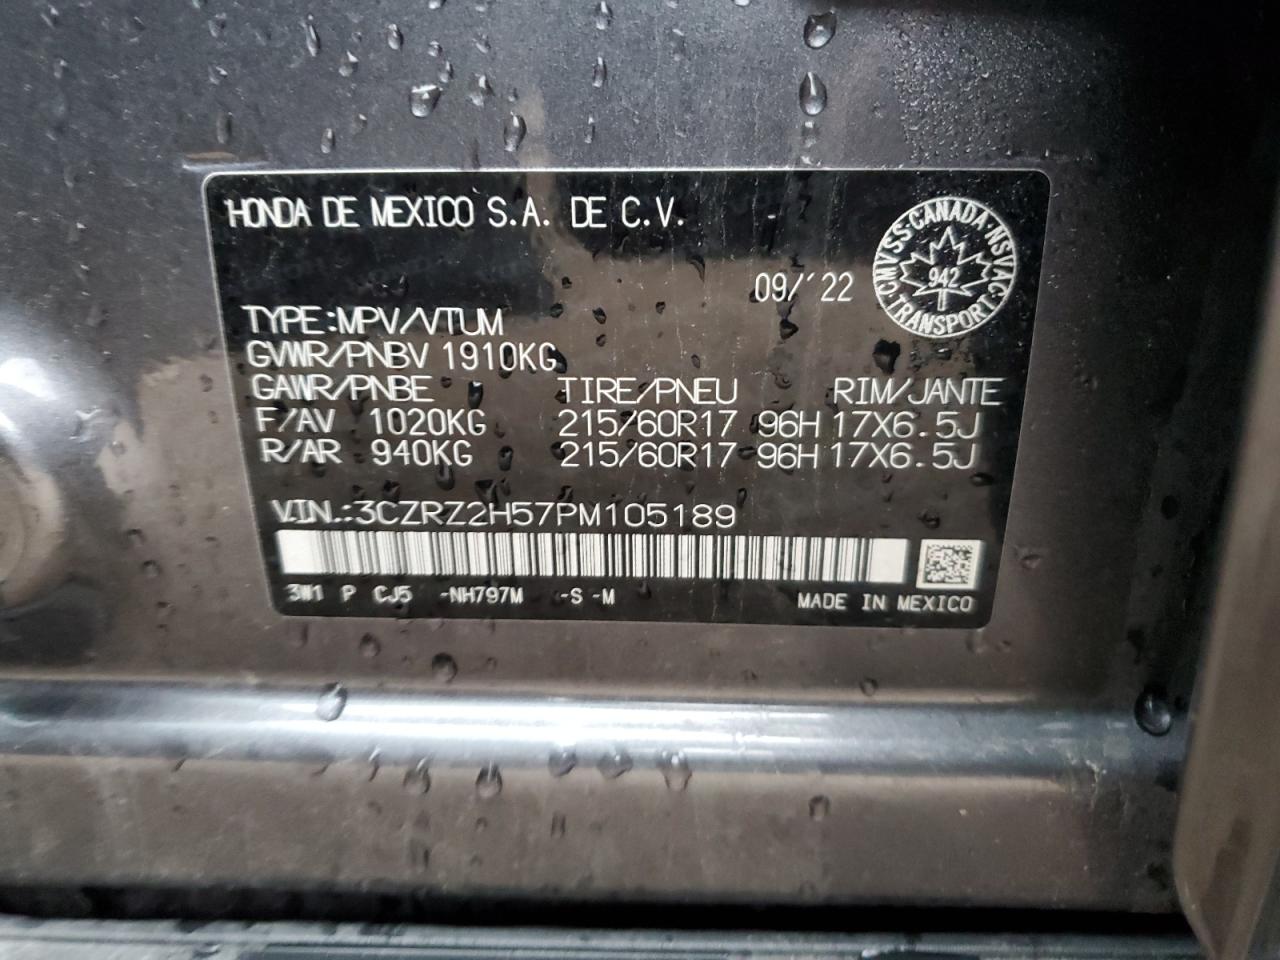 HONDA DE MEXICO S.A. DE C.V.
09/'22
CMVSS·CANADA·NSVAC·TRANSPORT·
942
TYPE:MPV/VTUM
GVWR/PNBV 1910KG
GAWR/PNBE TIRE/PNEU RIM/JANTE
F/AV 1020KG 215/60R17 96H 17X6.5J
R/AR 940KG 215/60R17 96H 17X6.5J
V.I.N.:3CZRZ2H57PM105189
3W1 P CJ5 -NH797M -S -M MADE IN MEXICO